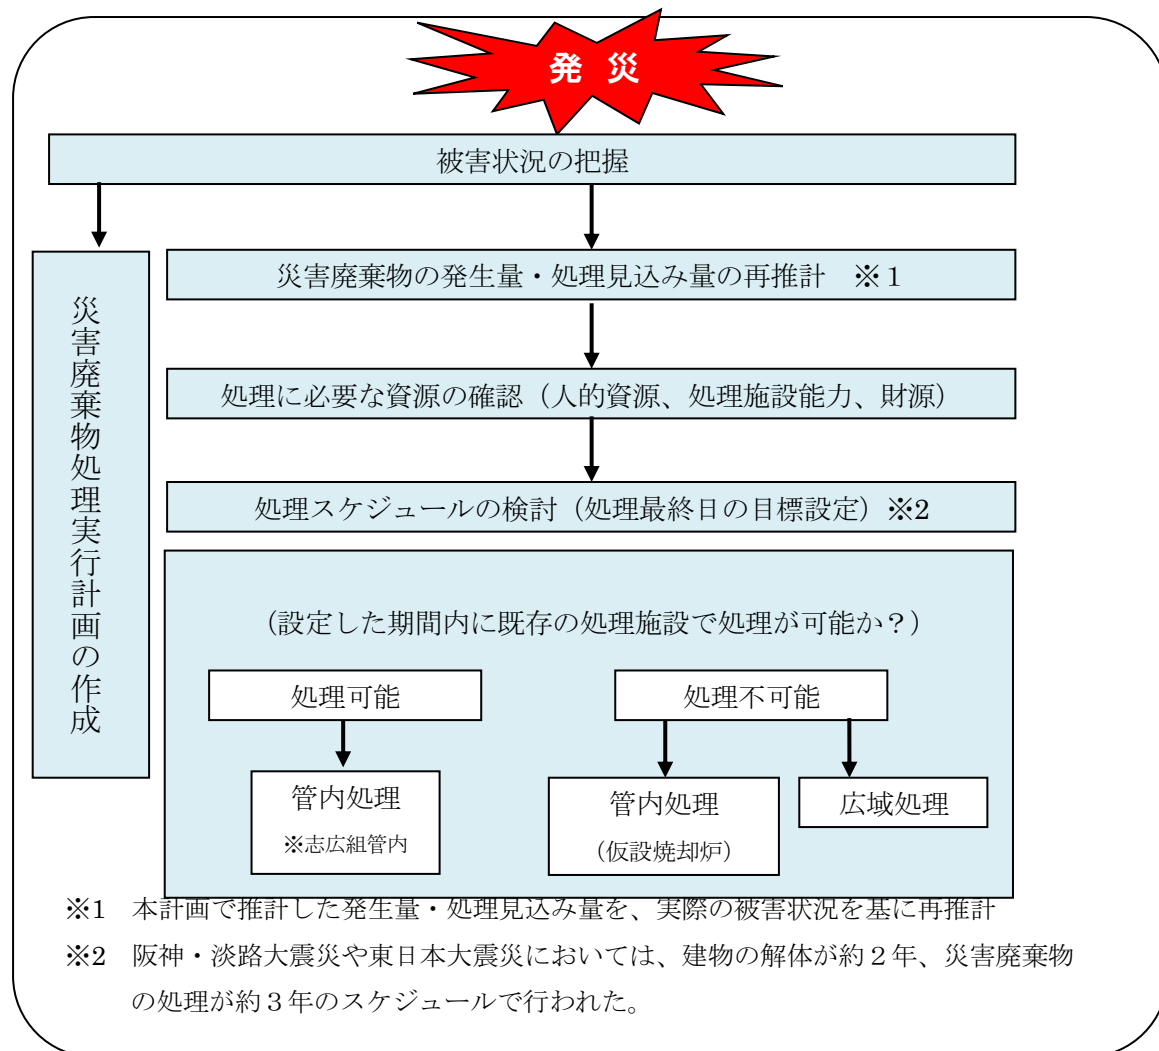 発 災
被害状況の把握
災害廃棄物処理実行計画の作成
災害廃棄物の発生量・処理見込み量の再推計　※１
処理に必要な資源の確認（人的資源、処理施設能力、財源）
処理スケジュールの検討（処理最終日の目標設定）※2
（設定した期間内に既存の処理施設で処理が可能か？）
処理可能
管内処理
※志広組管内
処理不可能
管内処理
（仮設焼却炉）
広域処理
※1　本計画で推計した発生量・処理見込み量を、実際の被害状況を基に再推計
※2　阪神・淡路大震災や東日本大震災においては、建物の解体が約２年、災害廃棄物
の処理が約３年のスケジュールで行われた。